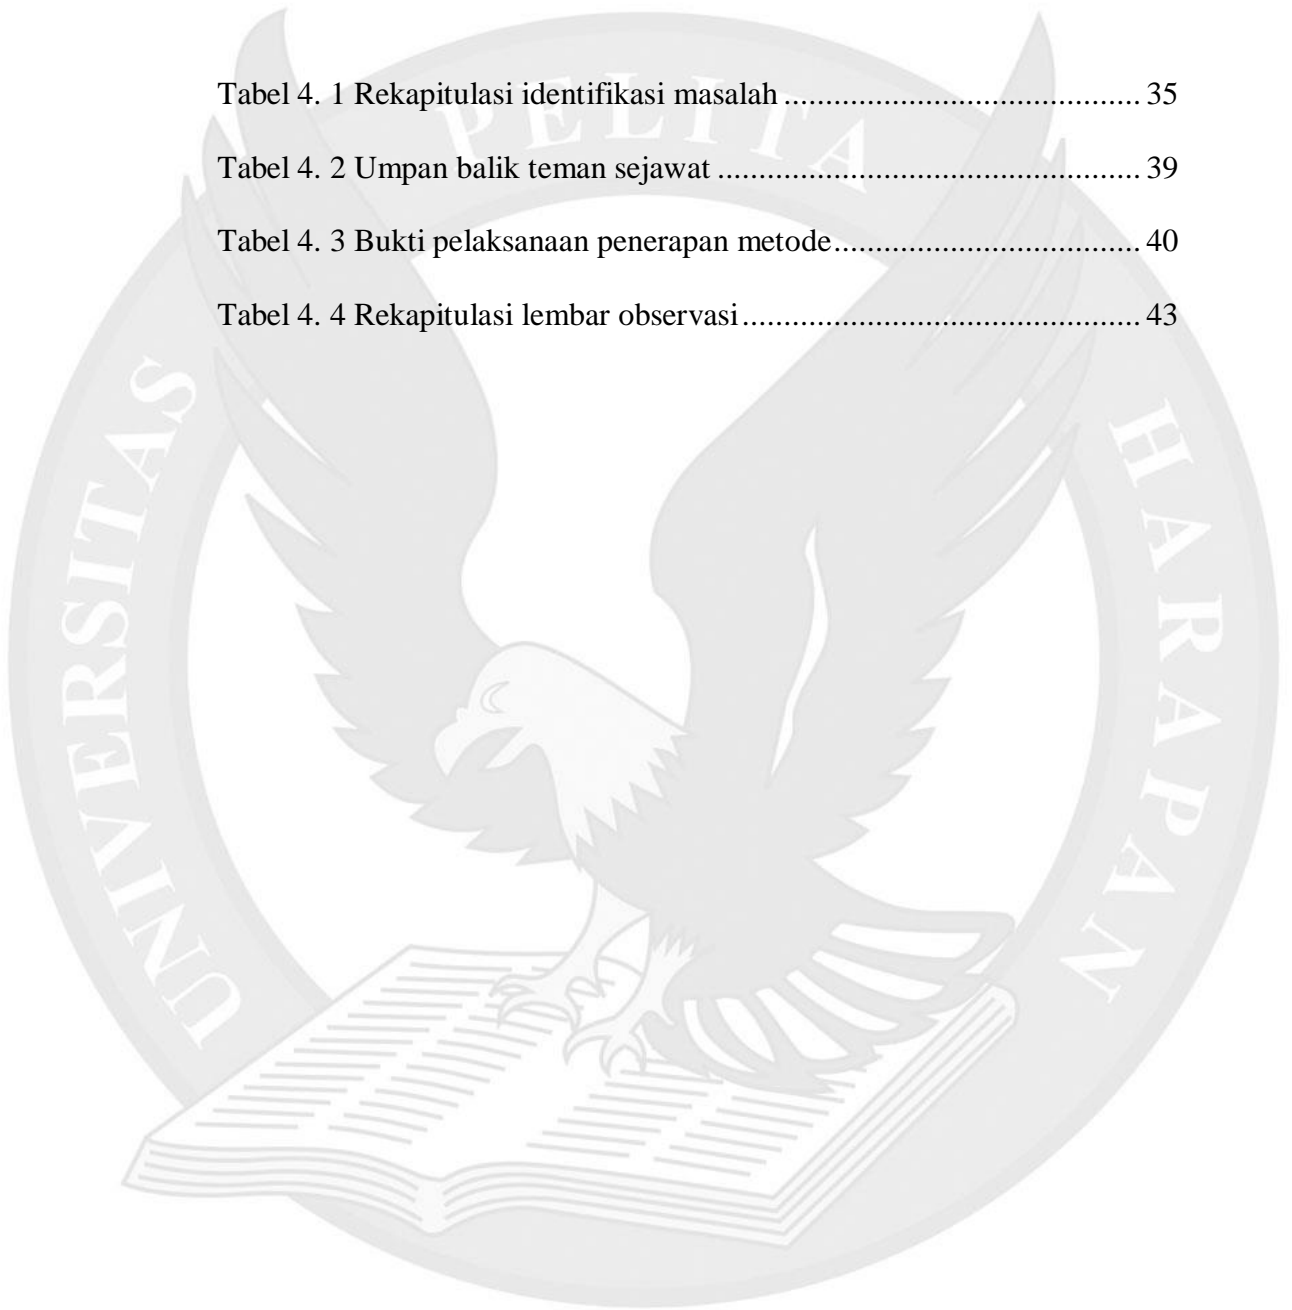 Tabel 4. 1 Rekapitulasi identifikasi masalah ............................................ 35
Tabel 4. 2 Umpan balik teman sejawat .................................................... 39
Tabel 4. 3 Bukti pelaksanaan penerapan metode ...................................... 40
Tabel 4. 4 Rekapitulasi lembar observasi ................................................. 43
UNIVERSITAS PELITA HARAPAN